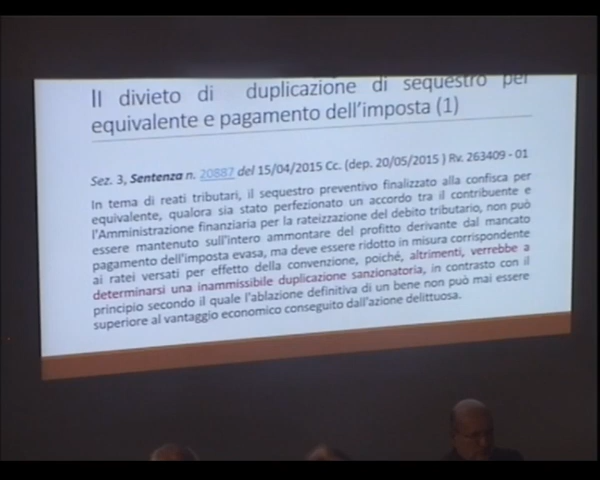 Il divieto di duplicazione di sequestro per
equivalente e pagamento dell'imposta (1)
Sez. 3, Sentenza n. 20887 del 15/04/2015 Cc. (dep. 20/05/2015 ) Rv. 263409 - 01
In tema di reati tributari, il sequestro preventivo finalizzato alla confisca per
equivalente, qualora sia stato perfezionato un accordo tra il contribuente e
l'Amministrazione finanziaria per la rateizzazione del debito tributario, non può
essere mantenuto sull'intero ammontare del profitto derivante dal mancato
pagamento dell'imposta evasa, ma deve essere ridotto in misura corrispondente
ai ratei versati per effetto della convenzione, poiché, altrimenti, verrebbe a
determinarsi una inammissibile duplicazione sanzionatoria, in contrasto con il
principio secondo il quale l'ablazione definitiva di un bene non può mai essere
superiore al vantaggio economico conseguito dall'azione delittuosa.